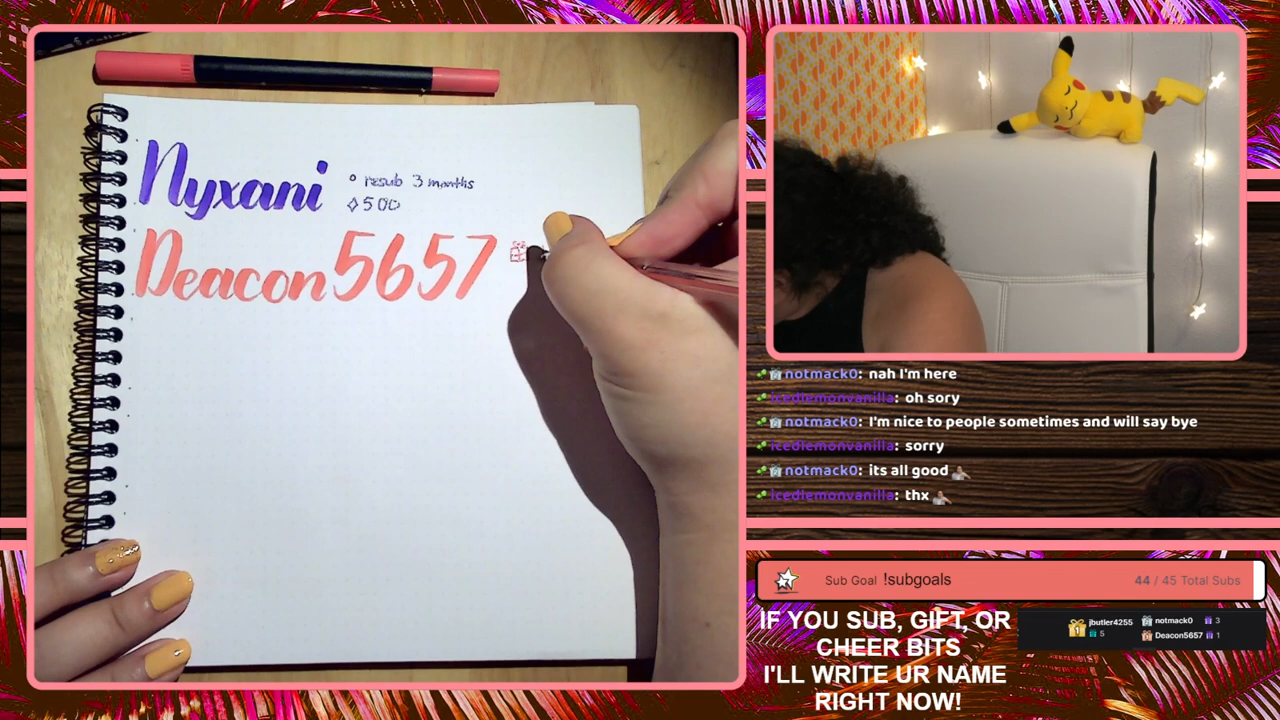 Nyxani
° resub 3 months
◊500
Deacon5657
notmack0: nah I'm here
icedlemonvanilla: oh sory
notmack0: I'm nice to people sometimes and will say bye
icedlemonvanilla: sorry
notmack0: its all good
icedlemonvanilla: thx
Sub Goal !subgoals 44 / 45 Total Subs
IF YOU SUB, GIFT, OR
CHEER BITS
I'LL WRITE UR NAME
RIGHT NOW!
1 jbutler4255 5
notmack0 3
Deacon5657 1